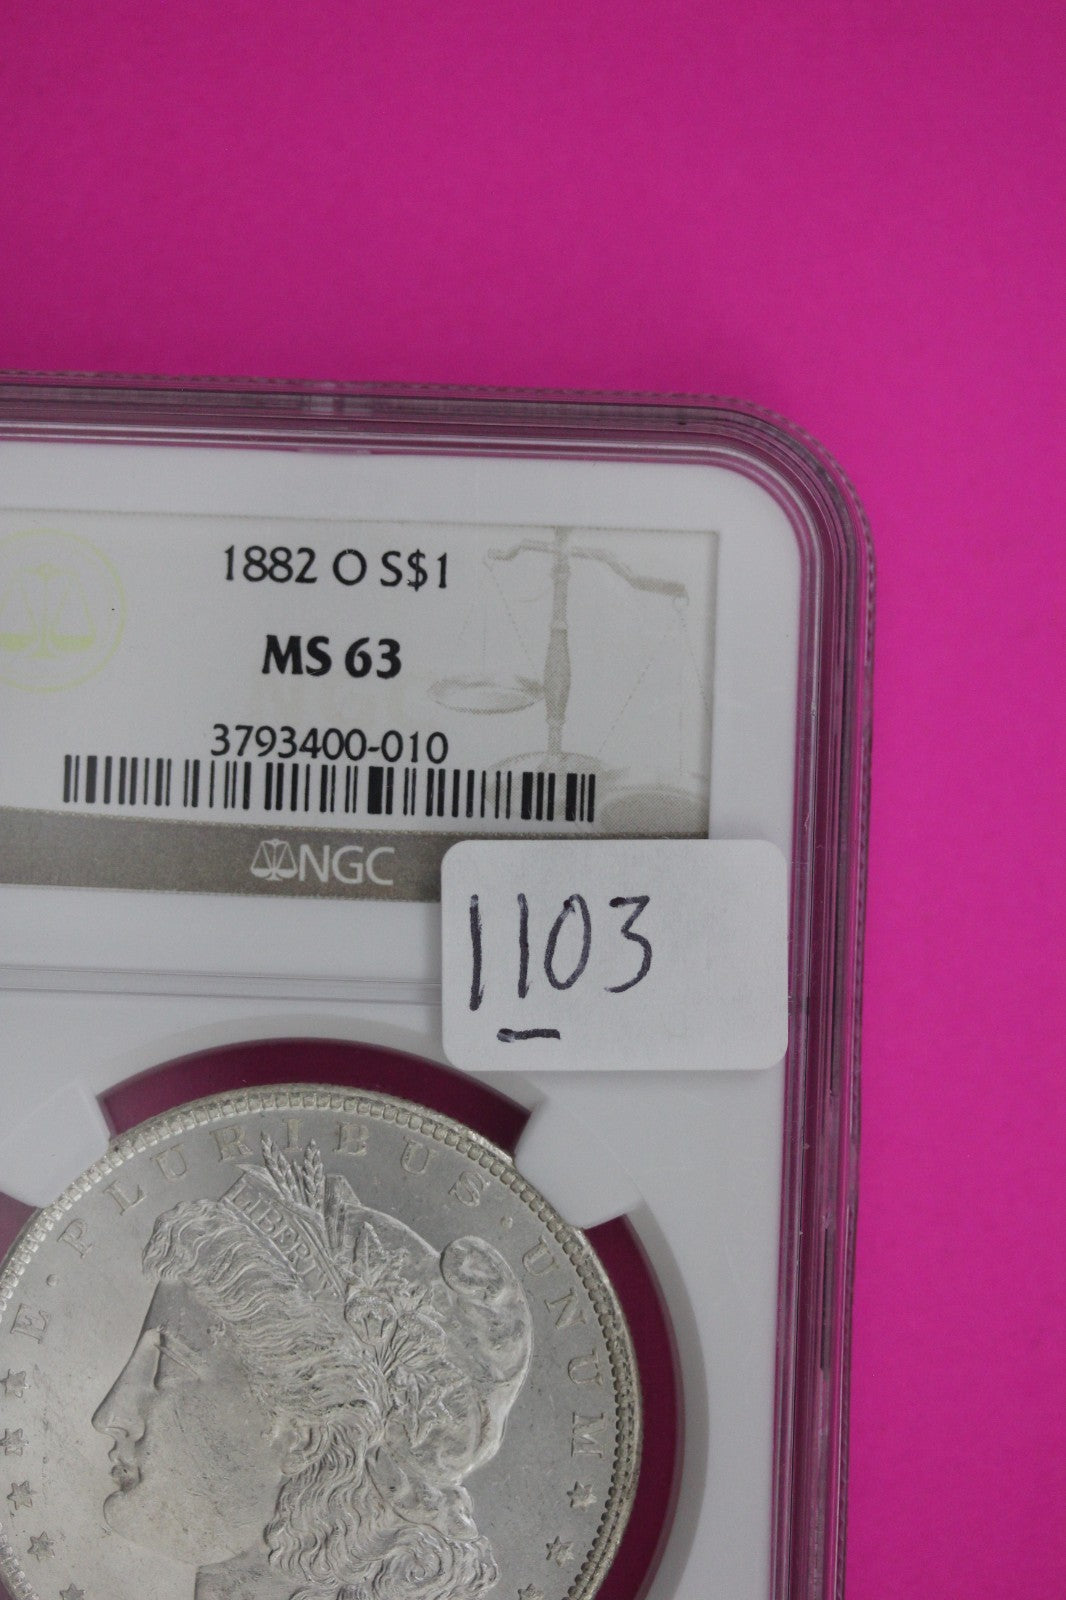 1882 O S$1
MS 63
3793400-010
NGC
1103
E · PLURIBUS · UNUM
LIBERTY